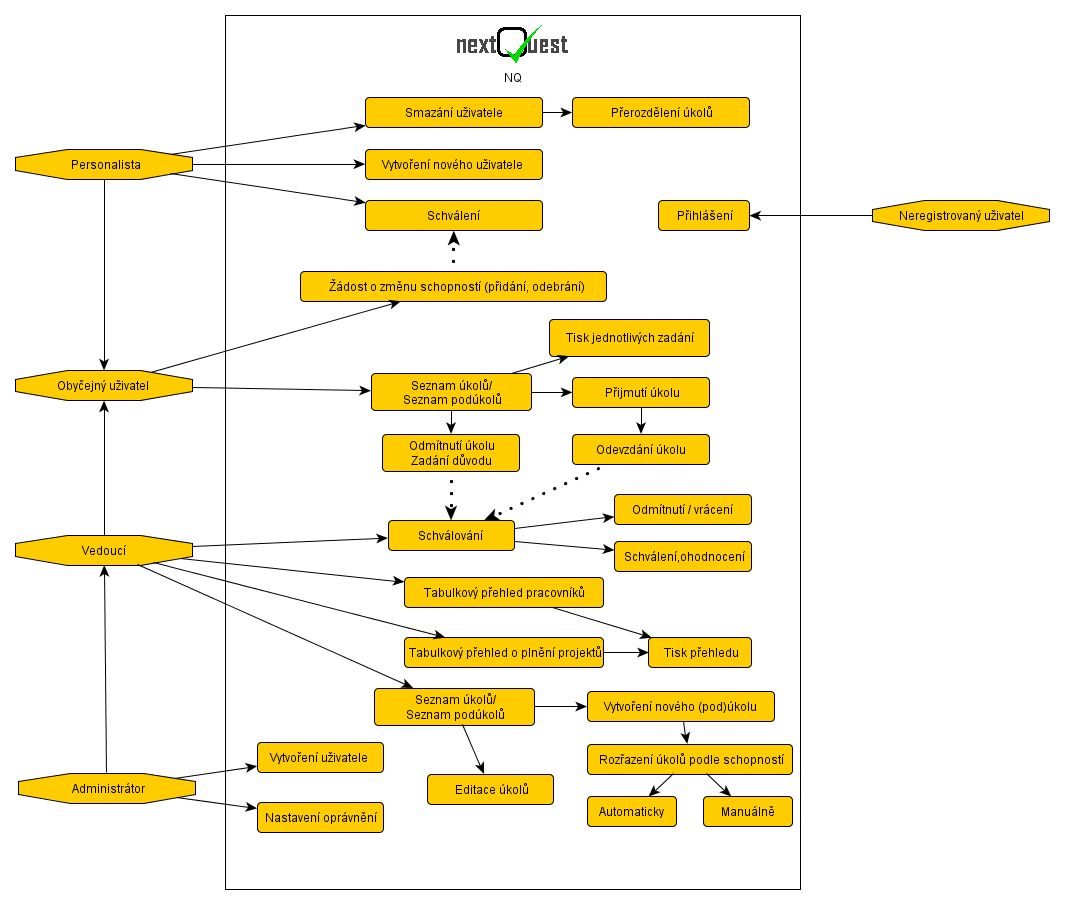 nextQuest
NQ
Smazání uživatele
Přerozdělení úkolů
Personalista
Vytvoření nového uživatele
Schválení
Přihlášení
Neregistrovaný uživatel
Žádost o změnu schopností (přidání, odebrání)
Tisk jednotlivých zadání
Obyčejný uživatel
Seznam úkolů/
Seznam podúkolů
Přijmutí úkolu
Odmítnutí úkolu
Zadání důvodu
Odevzdání úkolu
Odmítnutí / vrácení
Schválování
Vedoucí
Schválení,ohodnocení
Tabulkový přehled pracovníků
Tabulkový přehled o plnění projektů
Tisk přehledu
Seznam úkolů/
Seznam podúkolů
Vytvoření nového (pod)úkolu
Vytvoření uživatele
Rozřazení úkolů podle schopností
Administrátor
Editace úkolů
Automaticky
Manuálně
Nastavení oprávnění